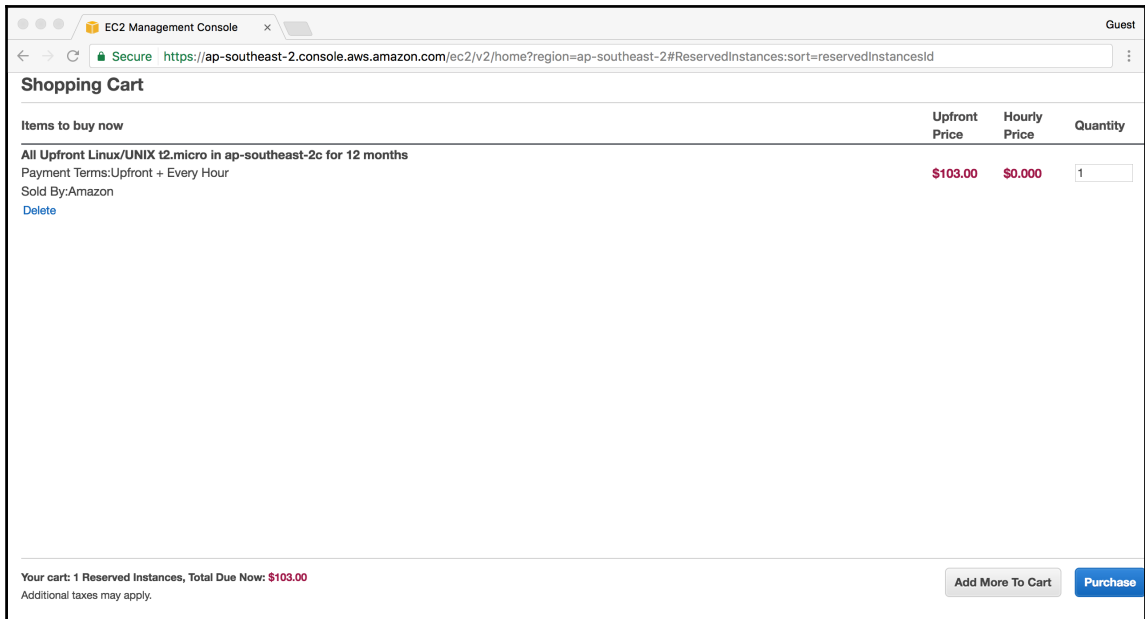 EC2 Management Console
Guest
Secure https://ap-southeast-2.console.aws.amazon.com/ec2/v2/home?region=ap-southeast-2#ReservedInstances:sort=reservedInstancesId
Shopping Cart
Items to buy now Upfront Price Hourly Price Quantity
All Upfront Linux/UNIX t2.micro in ap-southeast-2c for 12 months
Payment Terms:Upfront + Every Hour $103.00 $0.000 1
Sold By:Amazon
Delete
Your cart: 1 Reserved Instances, Total Due Now: $103.00
Additional taxes may apply.
Add More To Cart Purchase